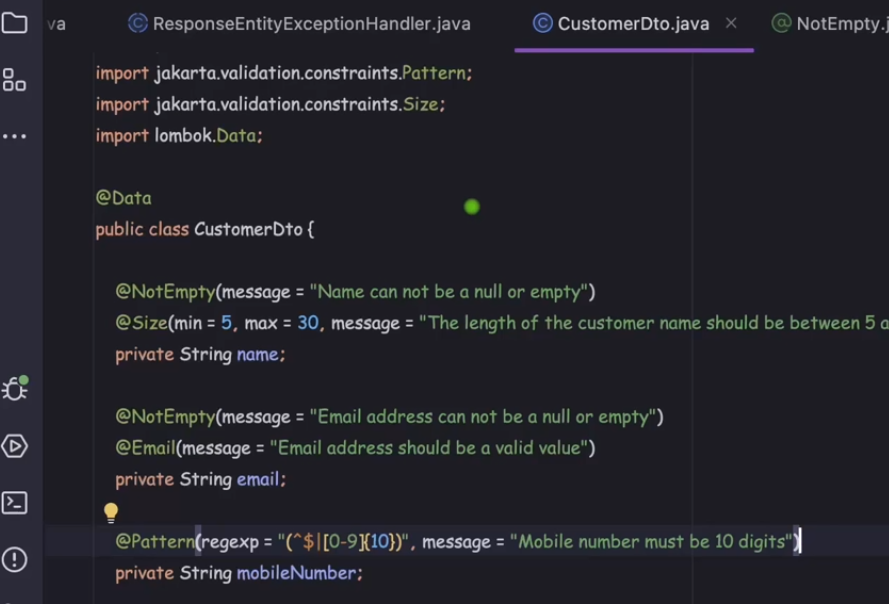 va ResponseEntityExceptionHandler.java CustomerDto.java NotEmpty.j
import jakarta.validation.constraints.Pattern;
import jakarta.validation.constraints.Size;
import lombok.Data;
@Data
public class CustomerDto {
@NotEmpty(message = "Name can not be a null or empty")
@Size(min = 5, max = 30, message = "The length of the customer name should be between 5 a
private String name;
@NotEmpty(message = "Email address can not be a null or empty")
@Email(message = "Email address should be a valid value")
private String email;
@Pattern(regexp = "(^$|[0-9]{10})", message = "Mobile number must be 10 digits")
private String mobileNumber;